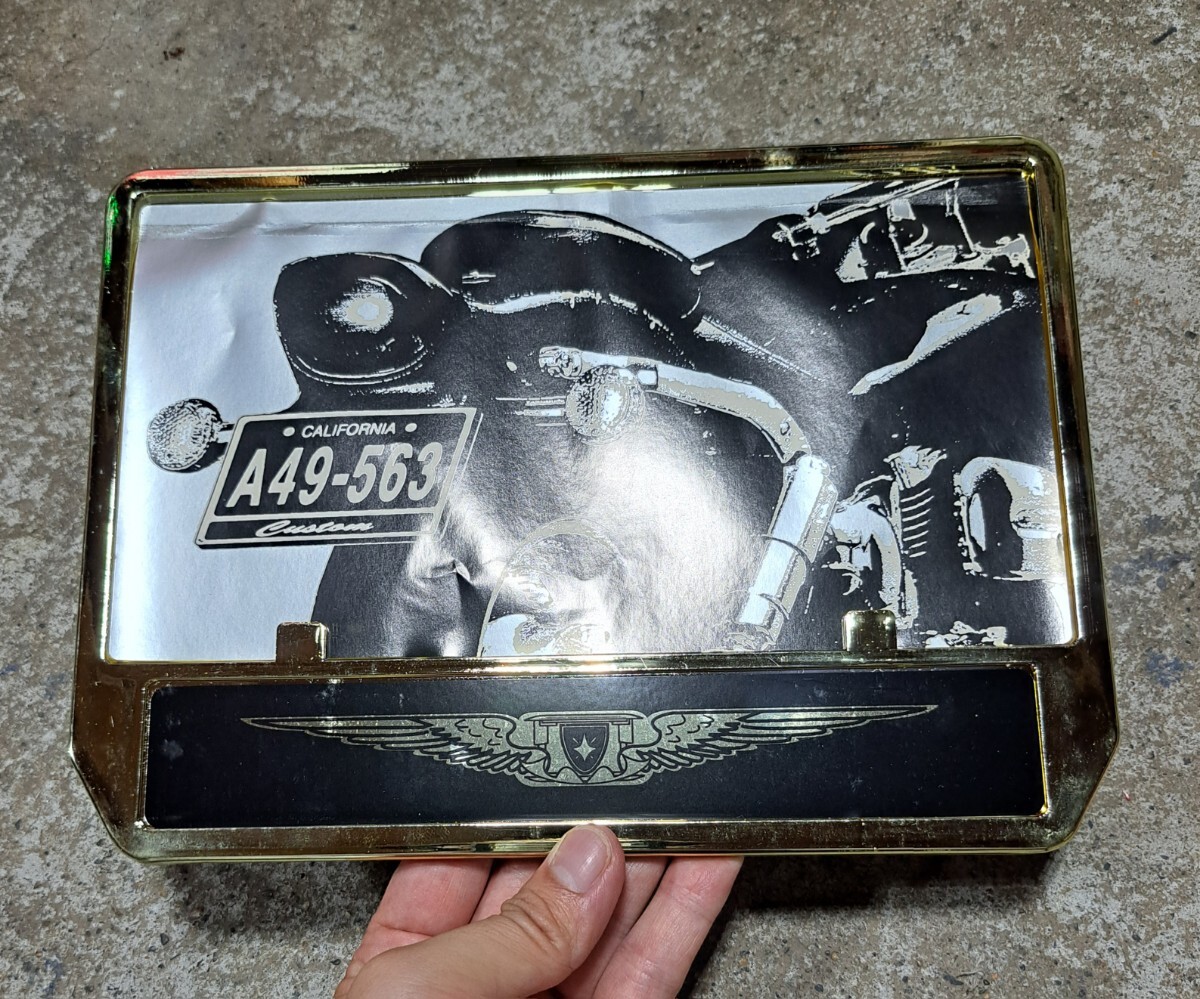 • CALIFORNIA •
A49-563
Custom